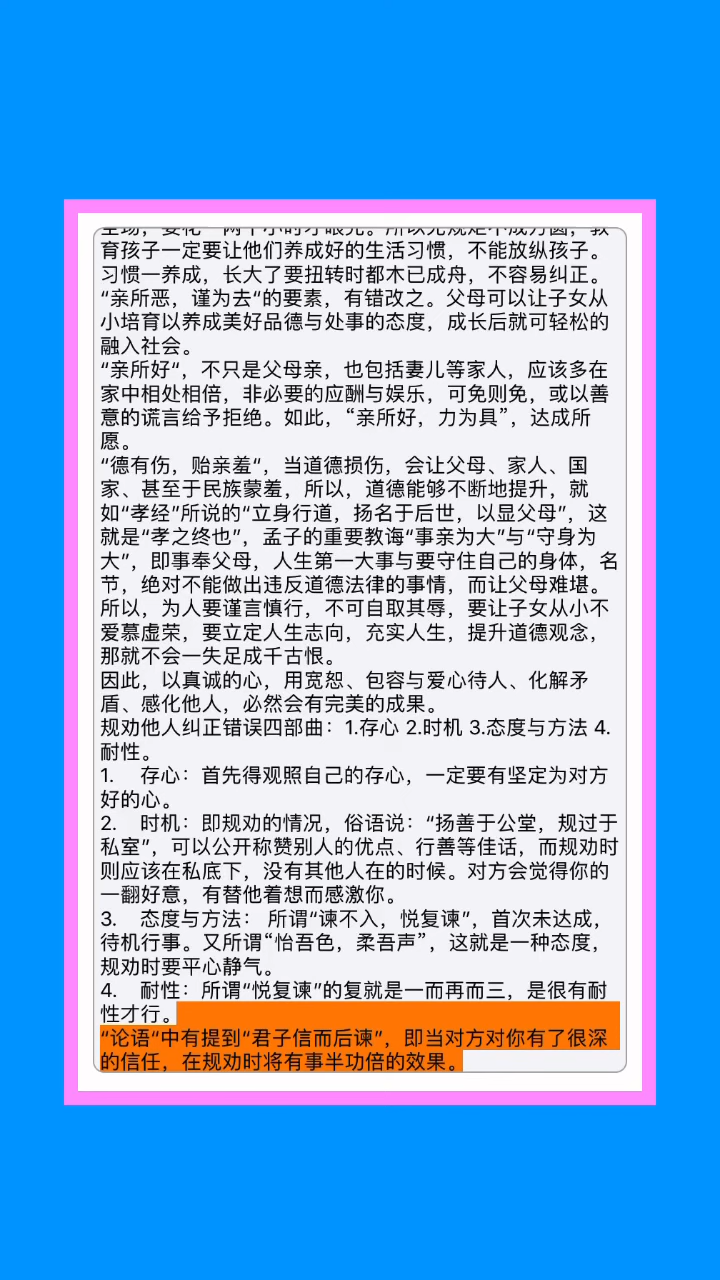 育孩子一定要让他们养成好的生活习惯，不能放纵孩子。
习惯一养成，长大了要扭转时都木已成舟，不容易纠正。
“亲所恶，谨为去“的要素，有错改之。父母可以让子女从
小培育以养成美好品德与处事的态度，成长后就可轻松的
融入社会。
“亲所好“，不只是父母亲，也包括妻儿等家人，应该多在
家中相处相倍，非必要的应酬与娱乐，可免则免，或以善
意的谎言给予拒绝。如此，“亲所好，力为具”，达成所
愿。
“德有伤，贻亲羞“，当道德损伤，会让父母、家人、国
家、甚至于民族蒙羞，所以，道德能够不断地提升，就
如“孝经”所说的“立身行道，扬名于后世，以显父母”，这
就是“孝之终也”，孟子的重要教诲“事亲为大”与“守身为
大”，即事奉父母，人生第一大事与要守住自己的身体，名
节，绝对不能做出违反道德法律的事情，而让父母难堪。
所以，为人要谨言慎行，不可自取其辱，要让子女从小不
爱慕虚荣，要立定人生志向，充实人生，提升道德观念，
那就不会一失足成千古恨。
因此，以真诚的心，用宽恕、包容与爱心待人、化解矛
盾、感化他人，必然会有完美的成果。
规劝他人纠正错误四部曲：1.存心 2.时机 3.态度与方法 4.
耐性。
1. 存心：首先得观照自己的存心，一定要有坚定为对方
好的心。
2. 时机：即规劝的情况，俗语说：“扬善于公堂，规过于
私室”，可以公开称赞别人的优点、行善等佳话，而规劝时
则应该在私底下，没有其他人在的时候。对方会觉得你的
一翻好意，有替他着想而感激你。
3. 态度与方法： 所谓“谏不入，悦复谏”，首次未达成，
待机行事。又所谓“怡吾色，柔吾声”，这就是一种态度，
规劝时要平心静气。
4. 耐性：所谓“悦复谏”的复就是一而再而三，是很有耐
性才行。
“论语“中有提到“君子信而后谏”，即当对方对你有了很深
的信任，在规劝时将有事半功倍的效果。